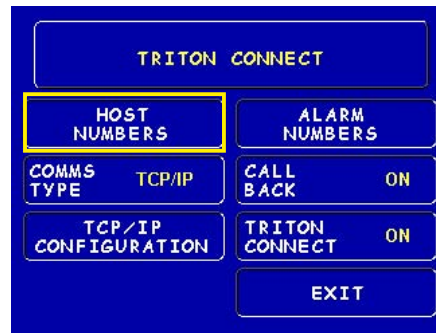 TRITON CONNECT
HOST
NUMBERS
ALARM
NUMBERS
COMMS
TYPE
TCP/IP
CALL
BACK
ON
TCP/IP
CONFIGURATION
TRITON
CONNECT
ON
EXIT